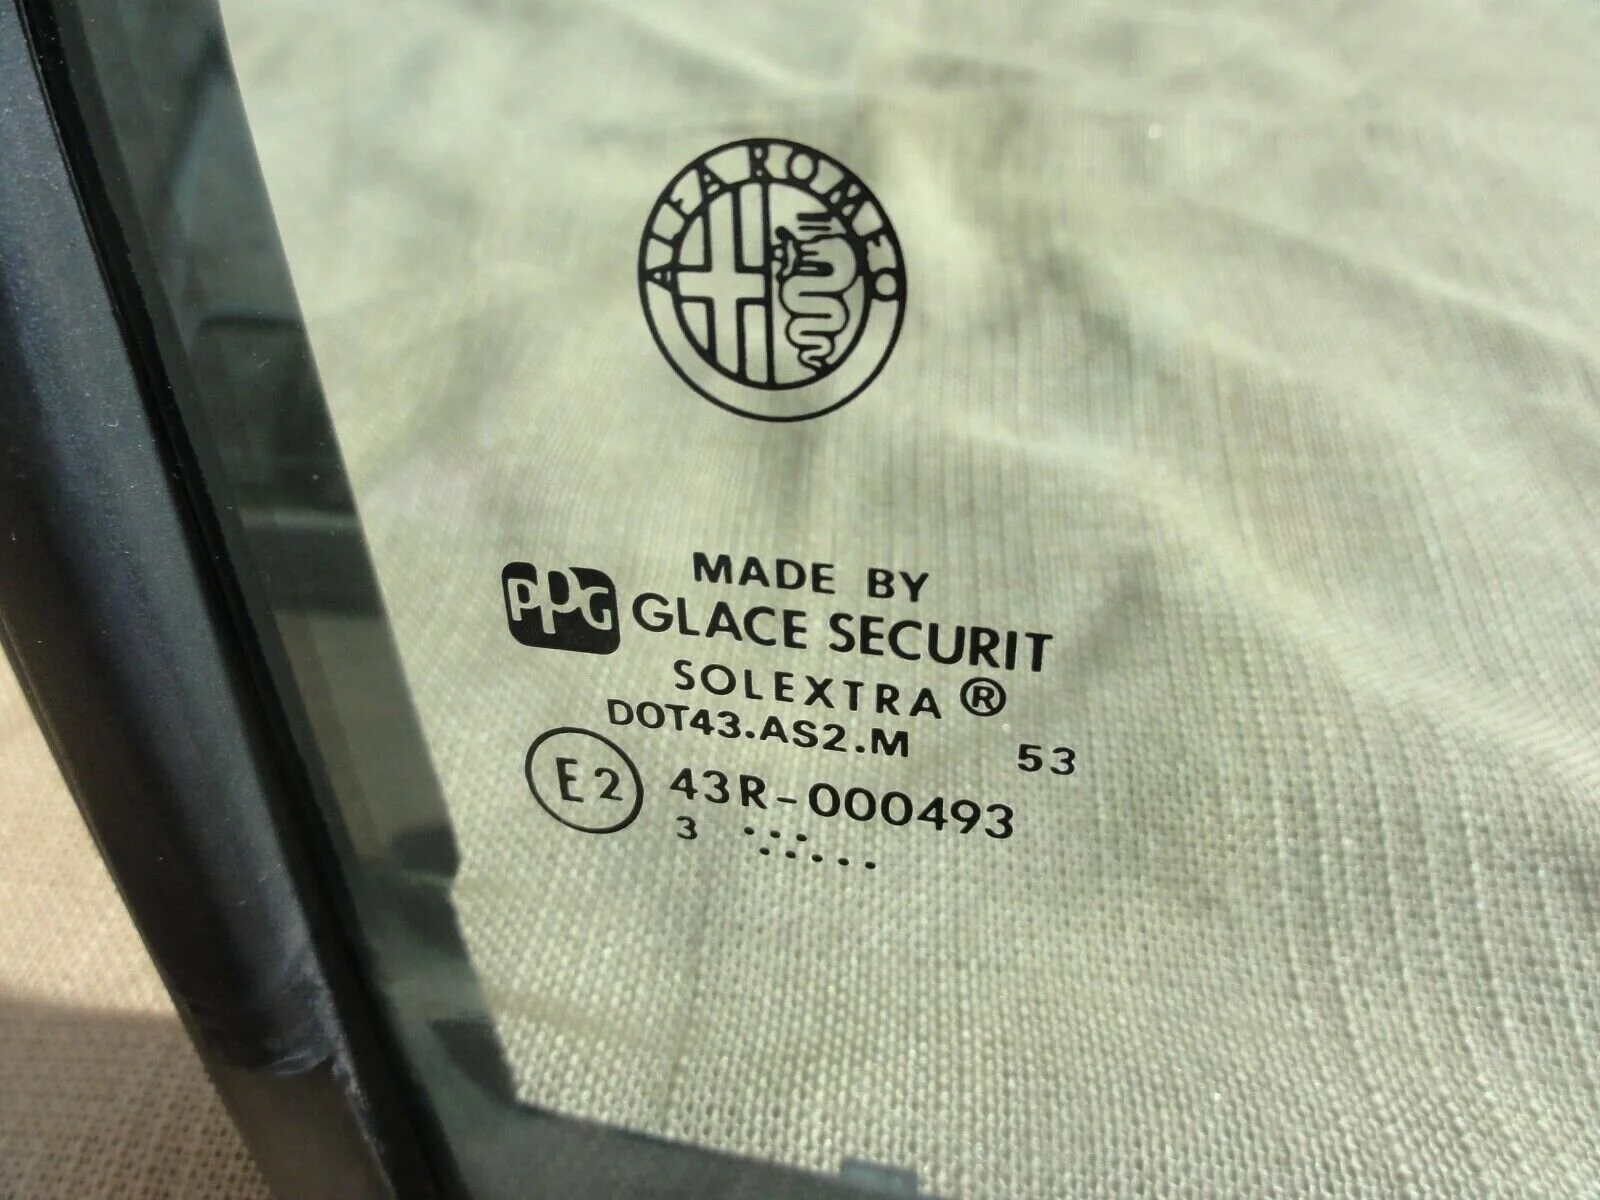 ALFA ROMEO
MADE BY
PPG GLACE SECURIT
SOLEXTRA ®
DOT43.AS2.M 53
E2 43R-000493
3 ... .....